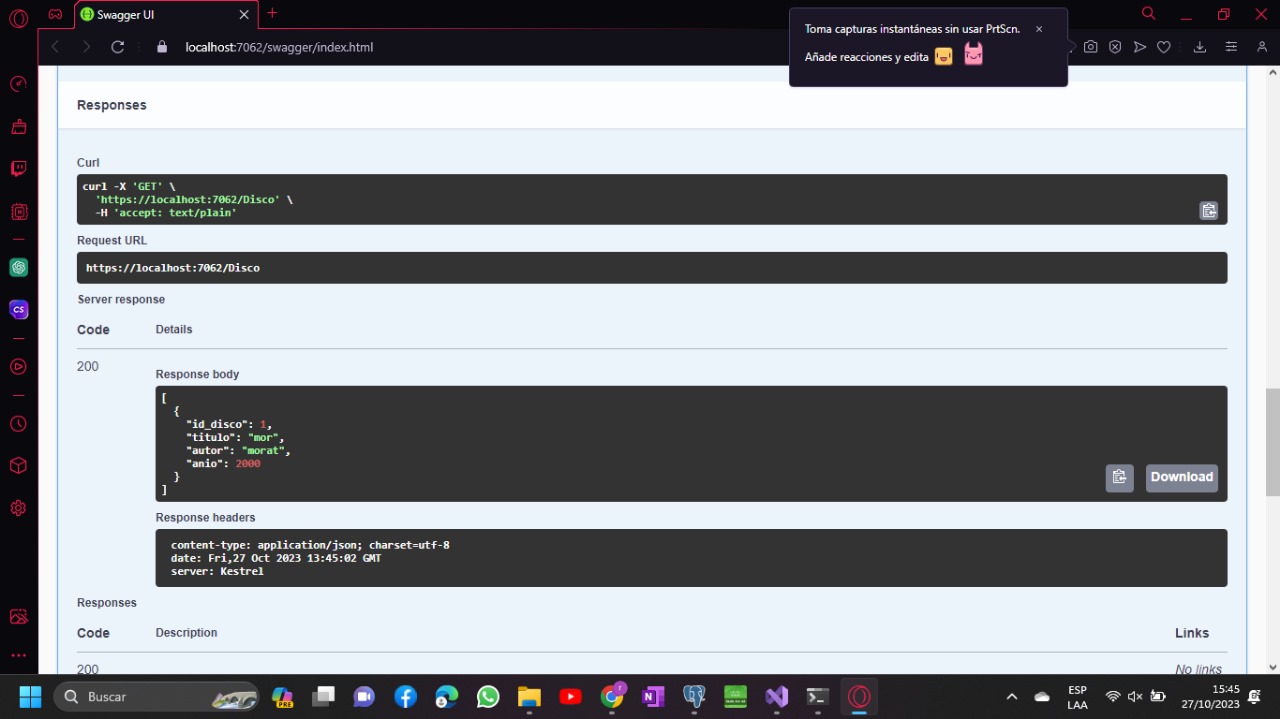 Swagger UI
localhost:7062/swagger/index.html
Toma capturas instantáneas sin usar PrtScn.
Añade reacciones y edita
Responses
Curl
curl -X 'GET' \
'https://localhost:7062/Disco' \
-H 'accept: text/plain'
Request URL
https://localhost:7062/Disco
Server response
Code Details
200
Response body
[
{
"id_disco": 1,
"titulo": "mor",
"autor": "morat",
"anio": 2000
}
]
Download
Response headers
content-type: application/json; charset=utf-8
date: Fri,27 Oct 2023 13:45:02 GMT
server: Kestrel
Responses
Code Description Links
200 No links
CS
Buscar
PRE
ESP
LAA
15:45
27/10/2023